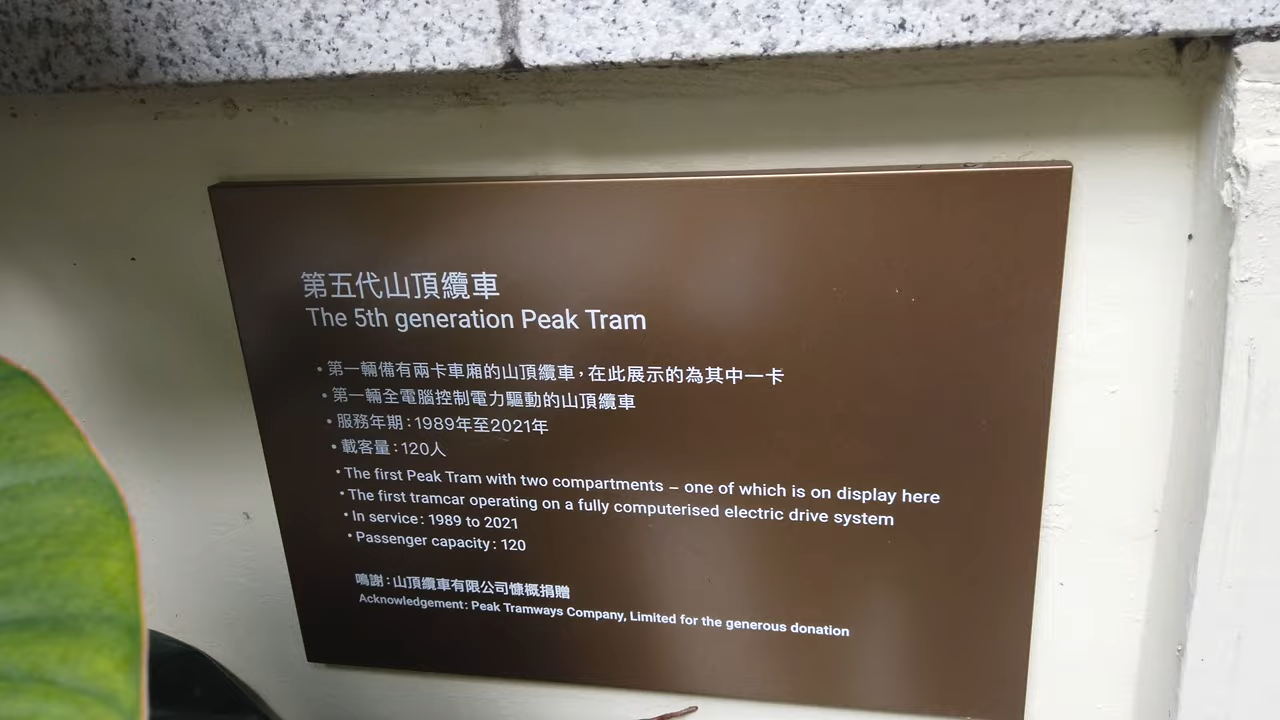 第五代山頂纜車
The 5th generation Peak Tram
• 第一輛備有兩卡車廂的山頂纜車，在此展示的為其中一卡
• 第一輛全電腦控制電力驅動的山頂纜車
• 服務年期：1989年至2021年
• 載客量：120人
• The first Peak Tram with two compartments – one of which is on display here
• The first tramcar operating on a fully computerised electric drive system
• In service: 1989 to 2021
• Passenger capacity: 120
鳴謝：山頂纜車有限公司慷概捐贈
Acknowledgement: Peak Tramways Company, Limited for the generous donation